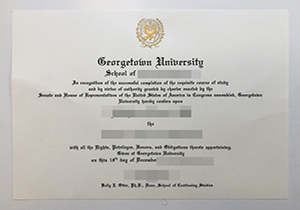 Georgetown University
School of
In recognition of the successful completion of the requisite course of study
and by virtue of authority granted by charter enacted by the
Senate and House of Representatives of the United States of America in Congress assembled, Georgetown
University hereby confers upon
the
with all the Rights, Privileges, Honors, and Obligations thereto appertaining.
Given at Georgetown University
on this 18th day of December
Kelly J. Otter, Ph.D., Dean, School of Continuing Studies